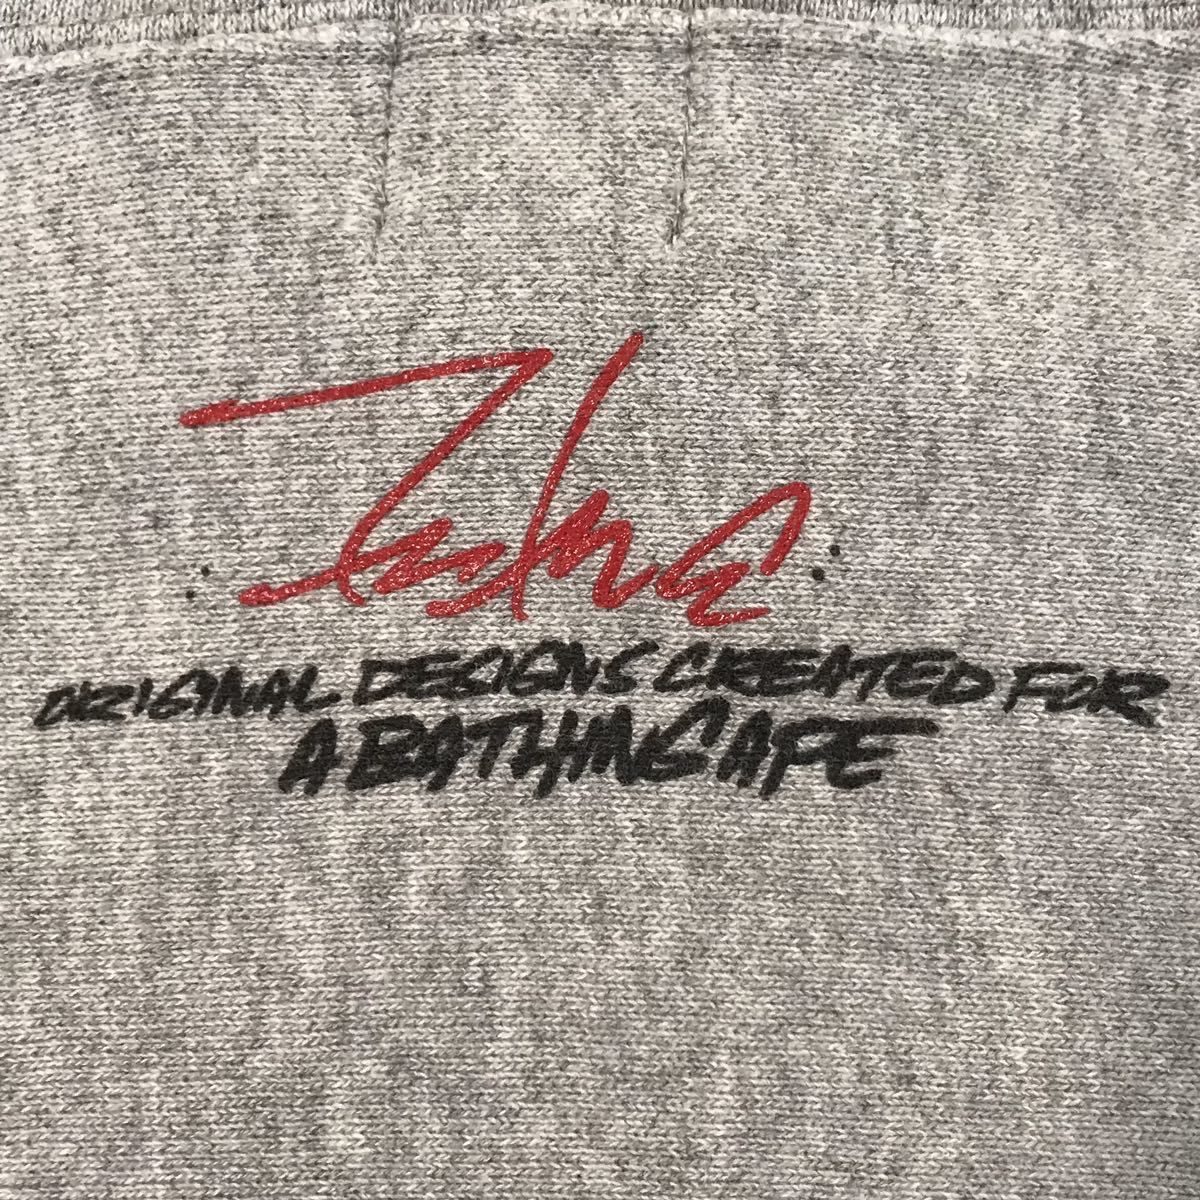 ORIGINAL DESIGNS CREATED FOR
A BATHING APE